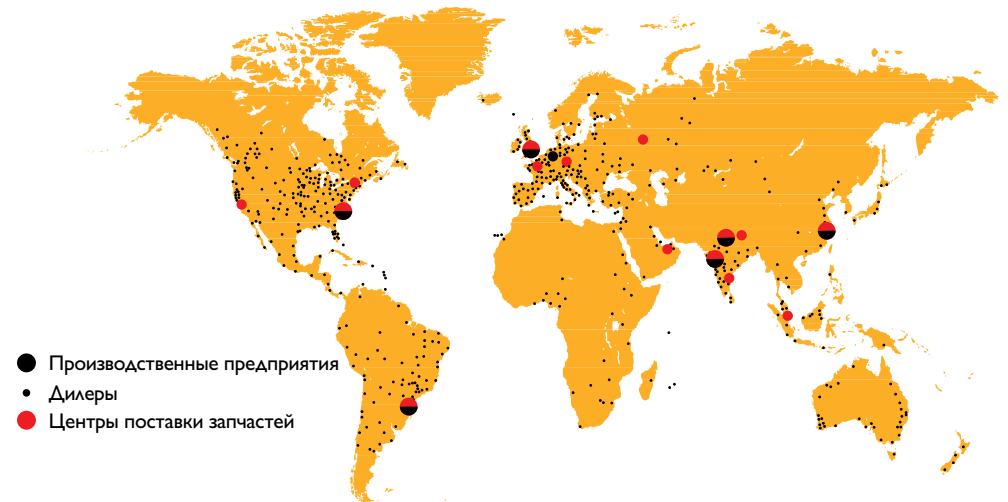 Производственные предприятия
Дилеры
Центры поставки запчастей